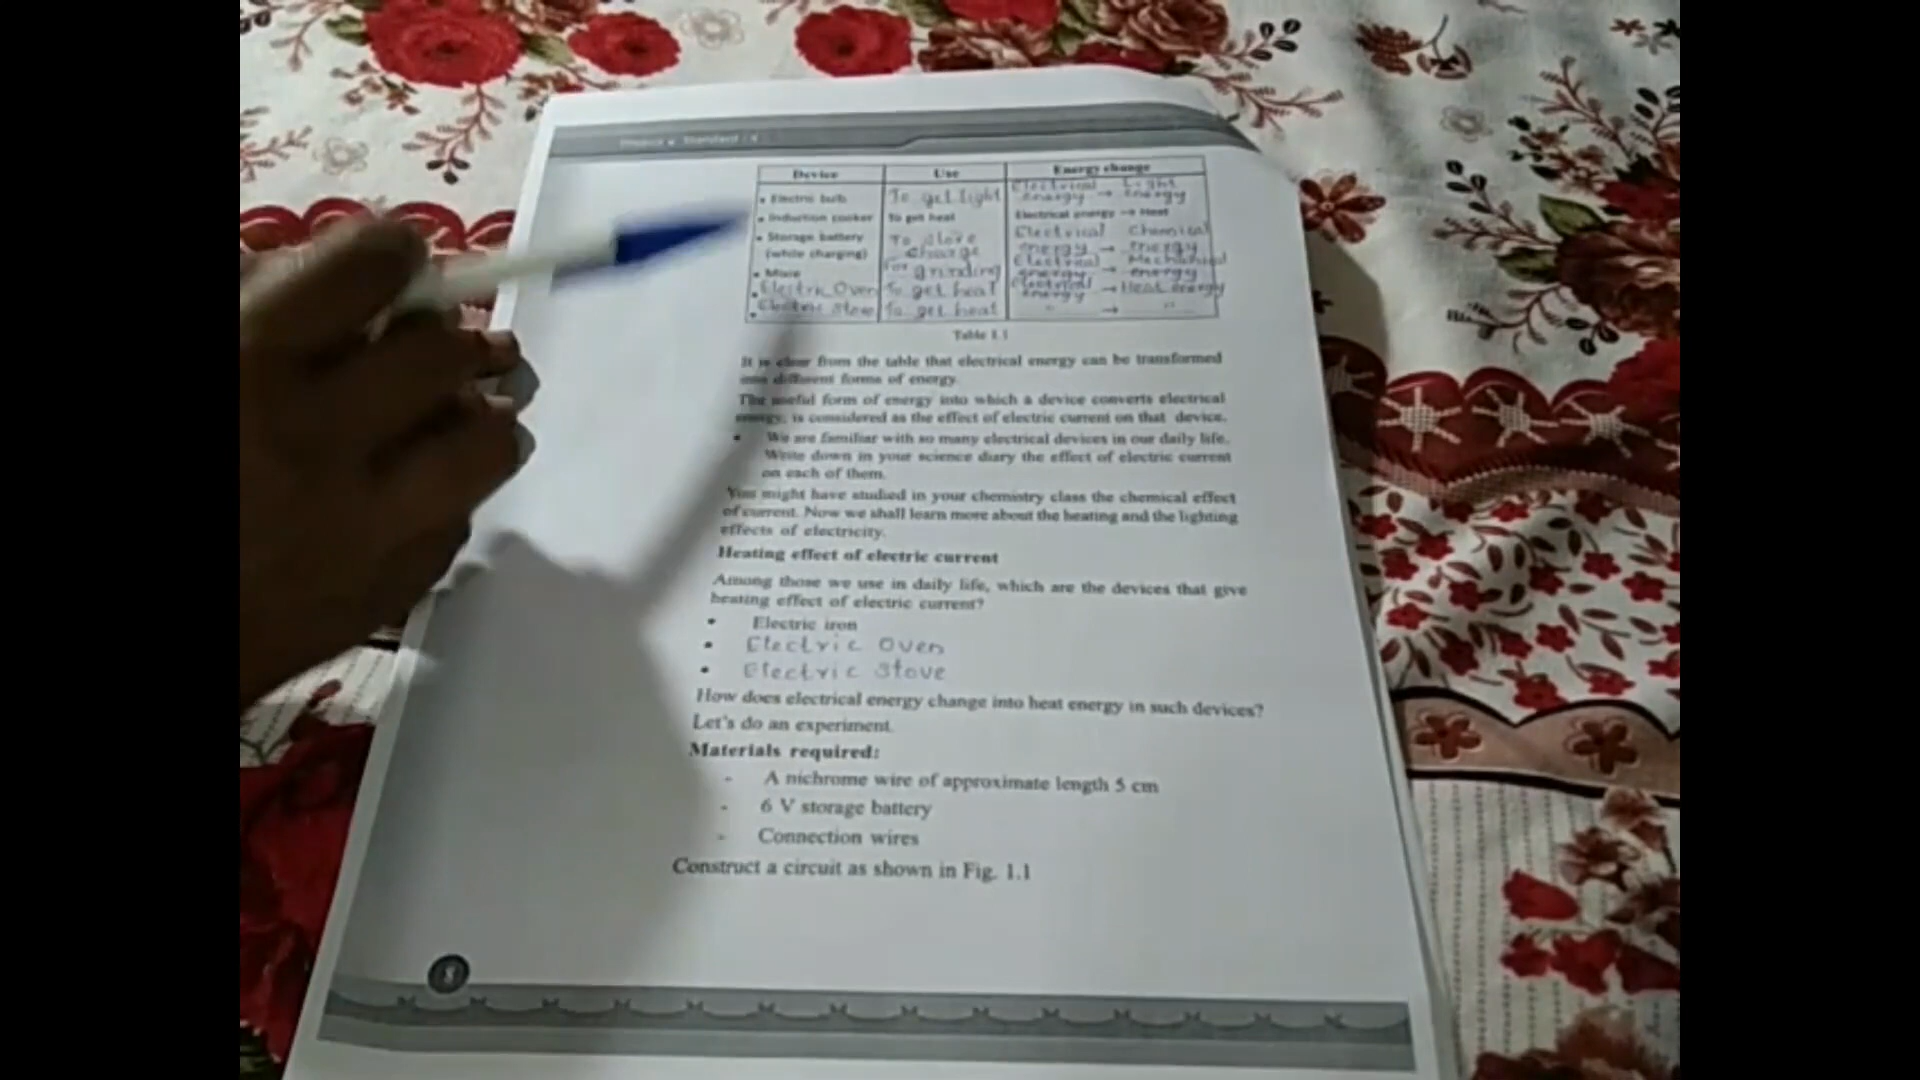 Physics Standard - X
Device Use Energy change
• Electric bulb To get light Electrical energy → Light energy
• Induction cooker To get heat Electrical energy → Heat
• Storage battery (while charging) To store charge Electrical energy → Chemical energy
• Mixie For grinding Electrical energy → Mechanical energy
• Electric Oven To get heat Electrical energy → Heat energy
• Electric Stove To get heat " → "
Table 1.1
It is clear from the table that electrical energy can be transformed
into different forms of energy.
The useful form of energy into which a device converts electrical
energy, is considered as the effect of electric current on that device.
• We are familiar with so many electrical devices in our daily life.
Write down in your science diary the effect of electric current
on each of them.
You might have studied in your chemistry class the chemical effect
of current. Now we shall learn more about the heating and the lighting
effects of electricity.
Heating effect of electric current
Among those we use in daily life, which are the devices that give
heating effect of electric current?
• Electric iron
• Electric Oven
• Electric Stove
How does electrical energy change into heat energy in such devices?
Let's do an experiment.
Materials required:
- A nichrome wire of approximate length 5 cm
- 6 V storage battery
- Connection wires
Construct a circuit as shown in Fig. 1.1